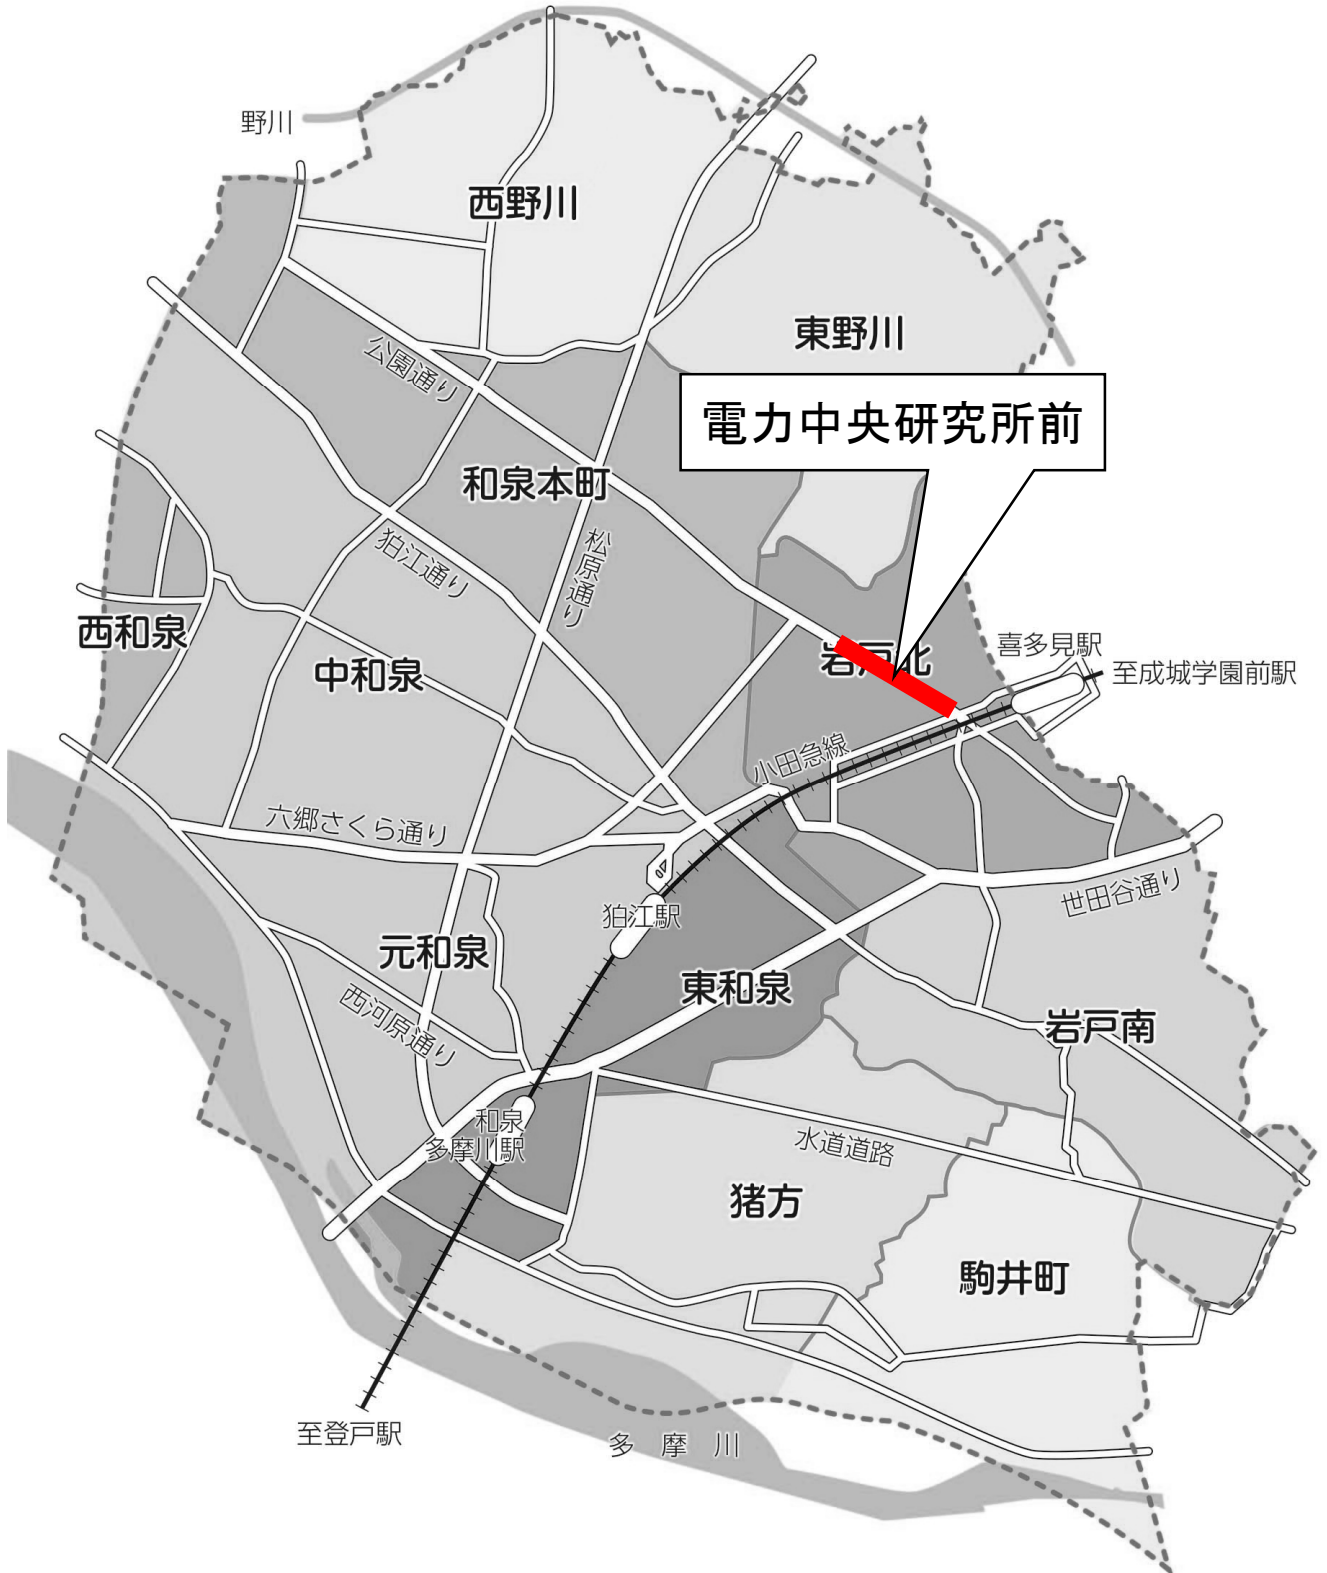 野川
西野川
東野川
公園通り
電力中央研究所前
和泉本町
狛江通り
松原通り
西和泉
中和泉
岩戸北
喜多見駅
至成城学園前駅
小田急線
六郷さくら通り
世田谷通り
狛江駅
元和泉
東和泉
西河原通り
岩戸南
和泉
多摩川駅
水道道路
猪方
駒井町
至登戸駅
多摩川